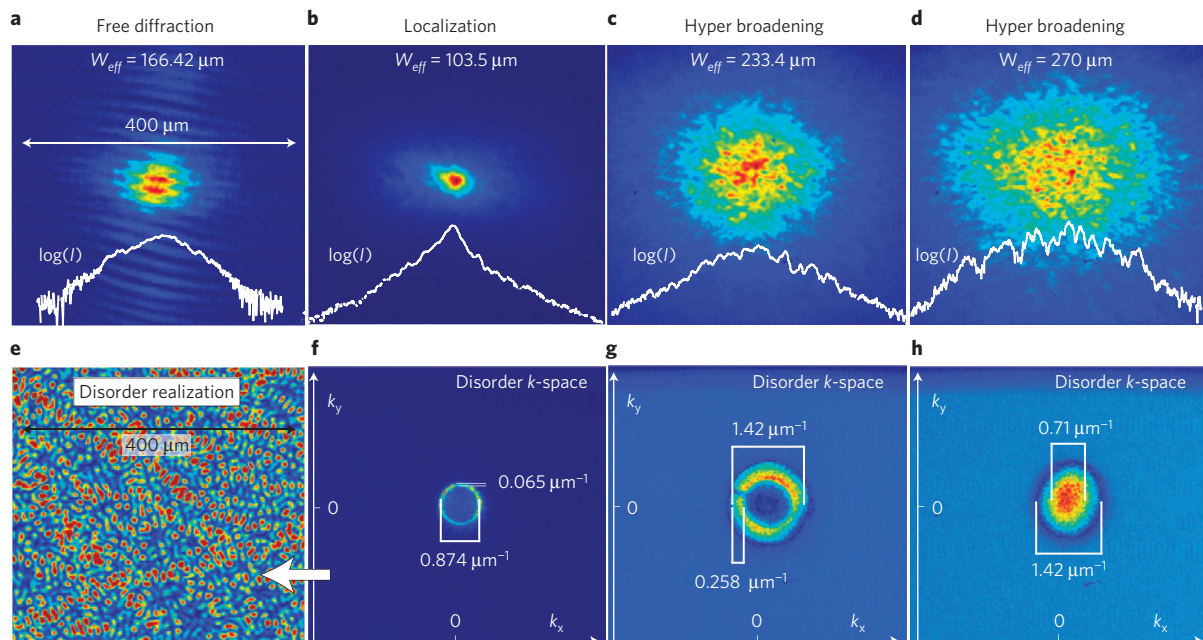 a
Free diffraction
W_eff = 166.42 µm
400 µm
log(I)
b
Localization
W_eff = 103.5 µm
log(I)
c
Hyper broadening
W_eff = 233.4 µm
log(I)
d
Hyper broadening
W_eff = 270 µm
log(I)
e
Disorder realization
400 µm
f
Disorder k-space
k_y
0.065 µm⁻¹
0
0.874 µm⁻¹
0
k_x
g
Disorder k-space
k_y
1.42 µm⁻¹
0
0.258 µm⁻¹
0
k_x
h
Disorder k-space
k_y
0.71 µm⁻¹
0
1.42 µm⁻¹
0
k_x